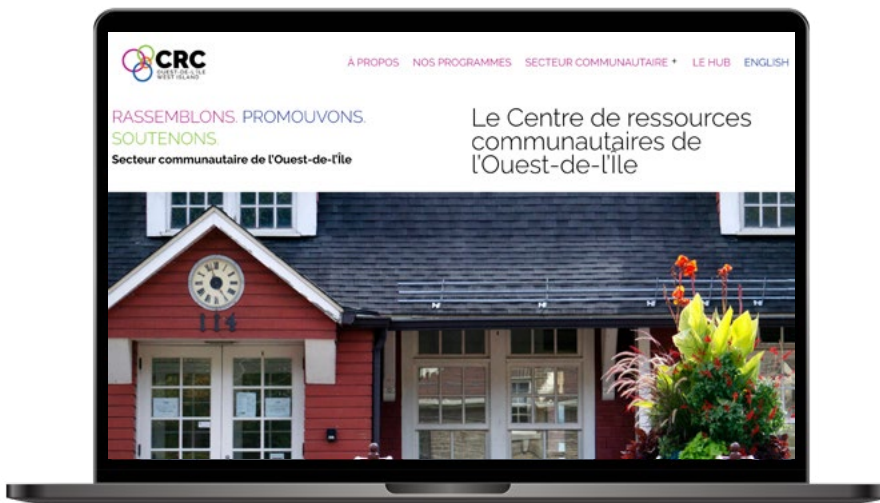 CRC
OUEST-DE-L'ÎLE
WEST ISLAND
À PROPOS NOS PROGRAMMES SECTEUR COMMUNAUTAIRE + LE HUB ENGLISH
RASSEMBLONS. PROMOUVONS.
SOUTENONS.
Secteur communautaire de l'Ouest-de-l'Île
Le Centre de ressources
communautaires de
l'Ouest-de-l'Île
114